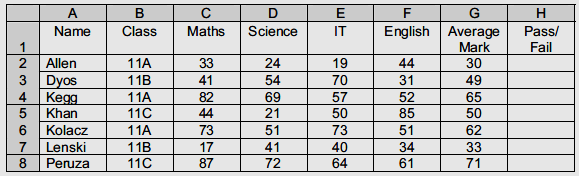 A B C D E F G H
1 Name Class Maths Science IT English Average Mark Pass/ Fail
2 Allen 11A 33 24 19 44 30
3 Dyos 11B 41 54 70 31 49
4 Kegg 11A 82 69 57 52 65
5 Khan 11C 44 21 50 85 50
6 Kolacz 11A 73 51 73 51 62
7 Lenski 11B 17 41 40 34 33
8 Peruza 11C 87 72 64 61 71